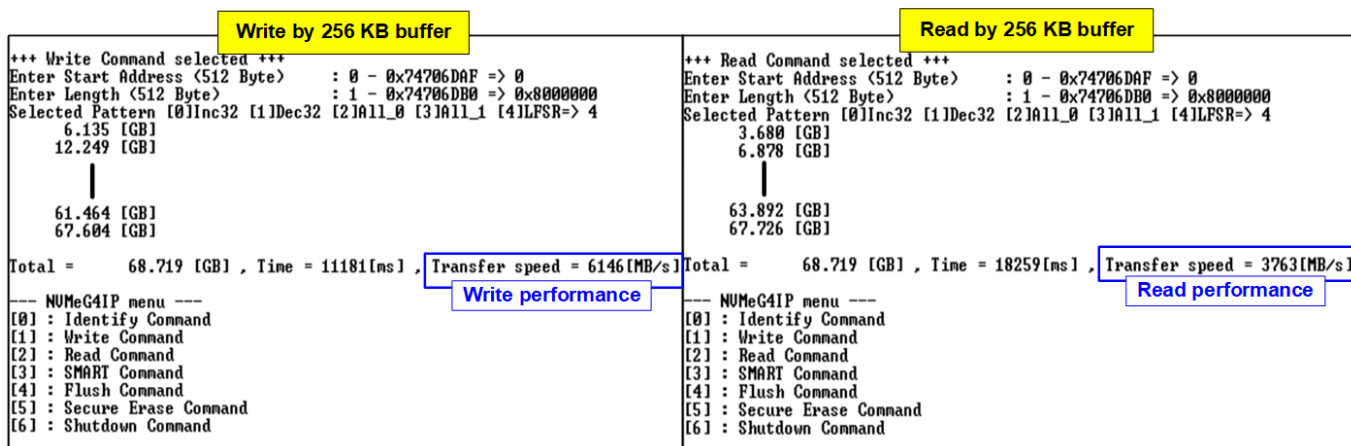 Write by 256 KB buffer
+++ Write Command selected +++
Enter Start Address (512 Byte) : 0 - 0x74706DAF => 0
Enter Length (512 Byte) : 1 - 0x74706DB0 => 0x8000000
Selected Pattern [0]Inc32 [1]Dec32 [2]All_0 [3]All_1 [4]LFSR=> 4
6.135 [GB]
12.249 [GB]
61.464 [GB]
67.604 [GB]
Total = 68.719 [GB] , Time = 11181[ms] , Transfer speed = 6146[MB/s]
Write performance
--- NVMeG4IP menu ---
[0] : Identify Command
[1] : Write Command
[2] : Read Command
[3] : SMART Command
[4] : Flush Command
[5] : Secure Erase Command
[6] : Shutdown Command
Read by 256 KB buffer
+++ Read Command selected +++
Enter Start Address (512 Byte) : 0 - 0x74706DAF => 0
Enter Length (512 Byte) : 1 - 0x74706DB0 => 0x8000000
Selected Pattern [0]Inc32 [1]Dec32 [2]All_0 [3]All_1 [4]LFSR=> 4
3.680 [GB]
6.878 [GB]
63.892 [GB]
67.726 [GB]
Total = 68.719 [GB] , Time = 18259[ms] , Transfer speed = 3763[MB/s]
Read performance
--- NVMeG4IP menu ---
[0] : Identify Command
[1] : Write Command
[2] : Read Command
[3] : SMART Command
[4] : Flush Command
[5] : Secure Erase Command
[6] : Shutdown Command